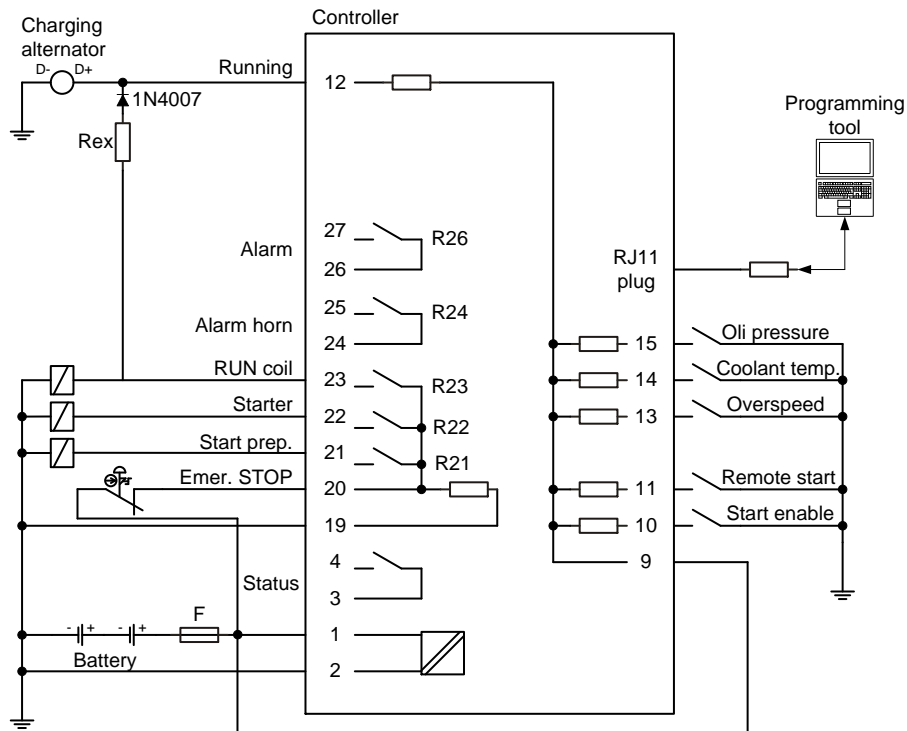 Controller
Charging
alternator
D- D+
Running
12
1N4007
Rex
Programming
tool
27
R26
Alarm
26
RJ11
plug
25
R24
Alarm horn
24
15
Oli pressure
RUN coil
23
R23
14
Coolant temp.
Starter
22
R22
13
Overspeed
Start prep.
21
R21
Emer. STOP
20
11
Remote start
19
10
Start enable
4
9
Status
3
F
- + - +
1
Battery
2